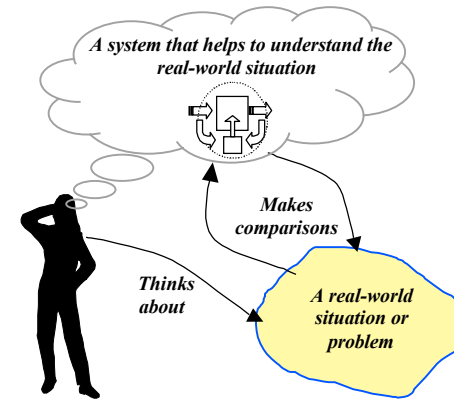 A system that helps to understand the
real-world situation
Makes
comparisons
Thinks
about
A real-world
situation or
problem